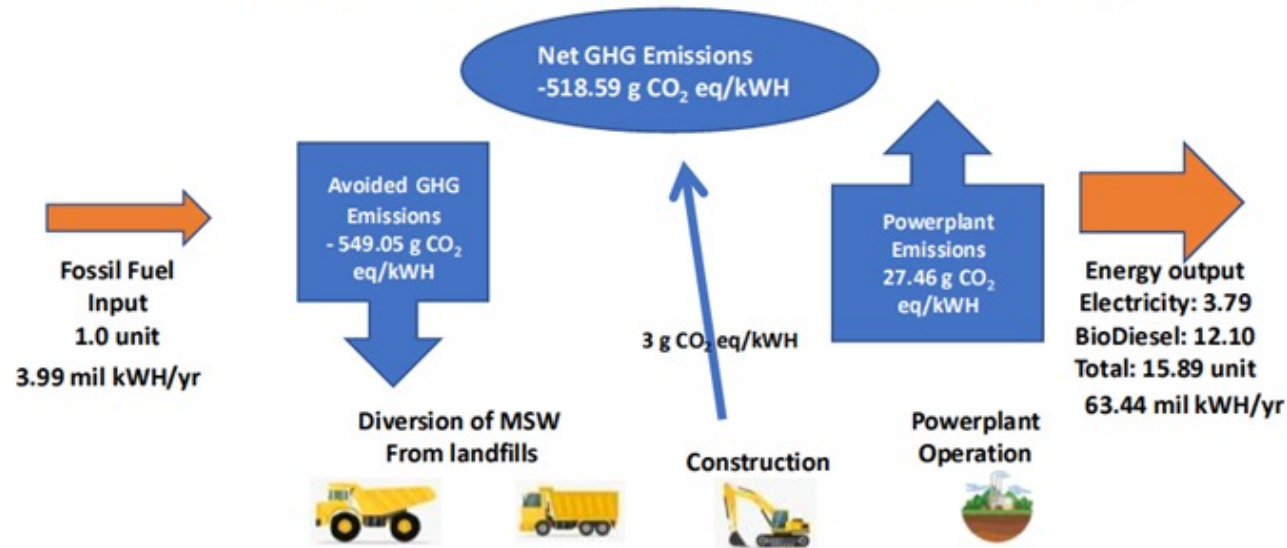 Net GHG Emissions
-518.59 g CO₂ eq/kWH
Avoided GHG
Emissions
- 549.05 g CO₂
eq/kWH
Powerplant
Emissions
27.46 g CO₂
eq/kWH
Fossil Fuel
Input
1.0 unit
3.99 mil kWH/yr
3 g CO₂ eq/kWH
Energy output
Electricity: 3.79
BioDiesel: 12.10
Total: 15.89 unit
63.44 mil kWH/yr
Diversion of MSW
From landfills
Construction
Powerplant
Operation